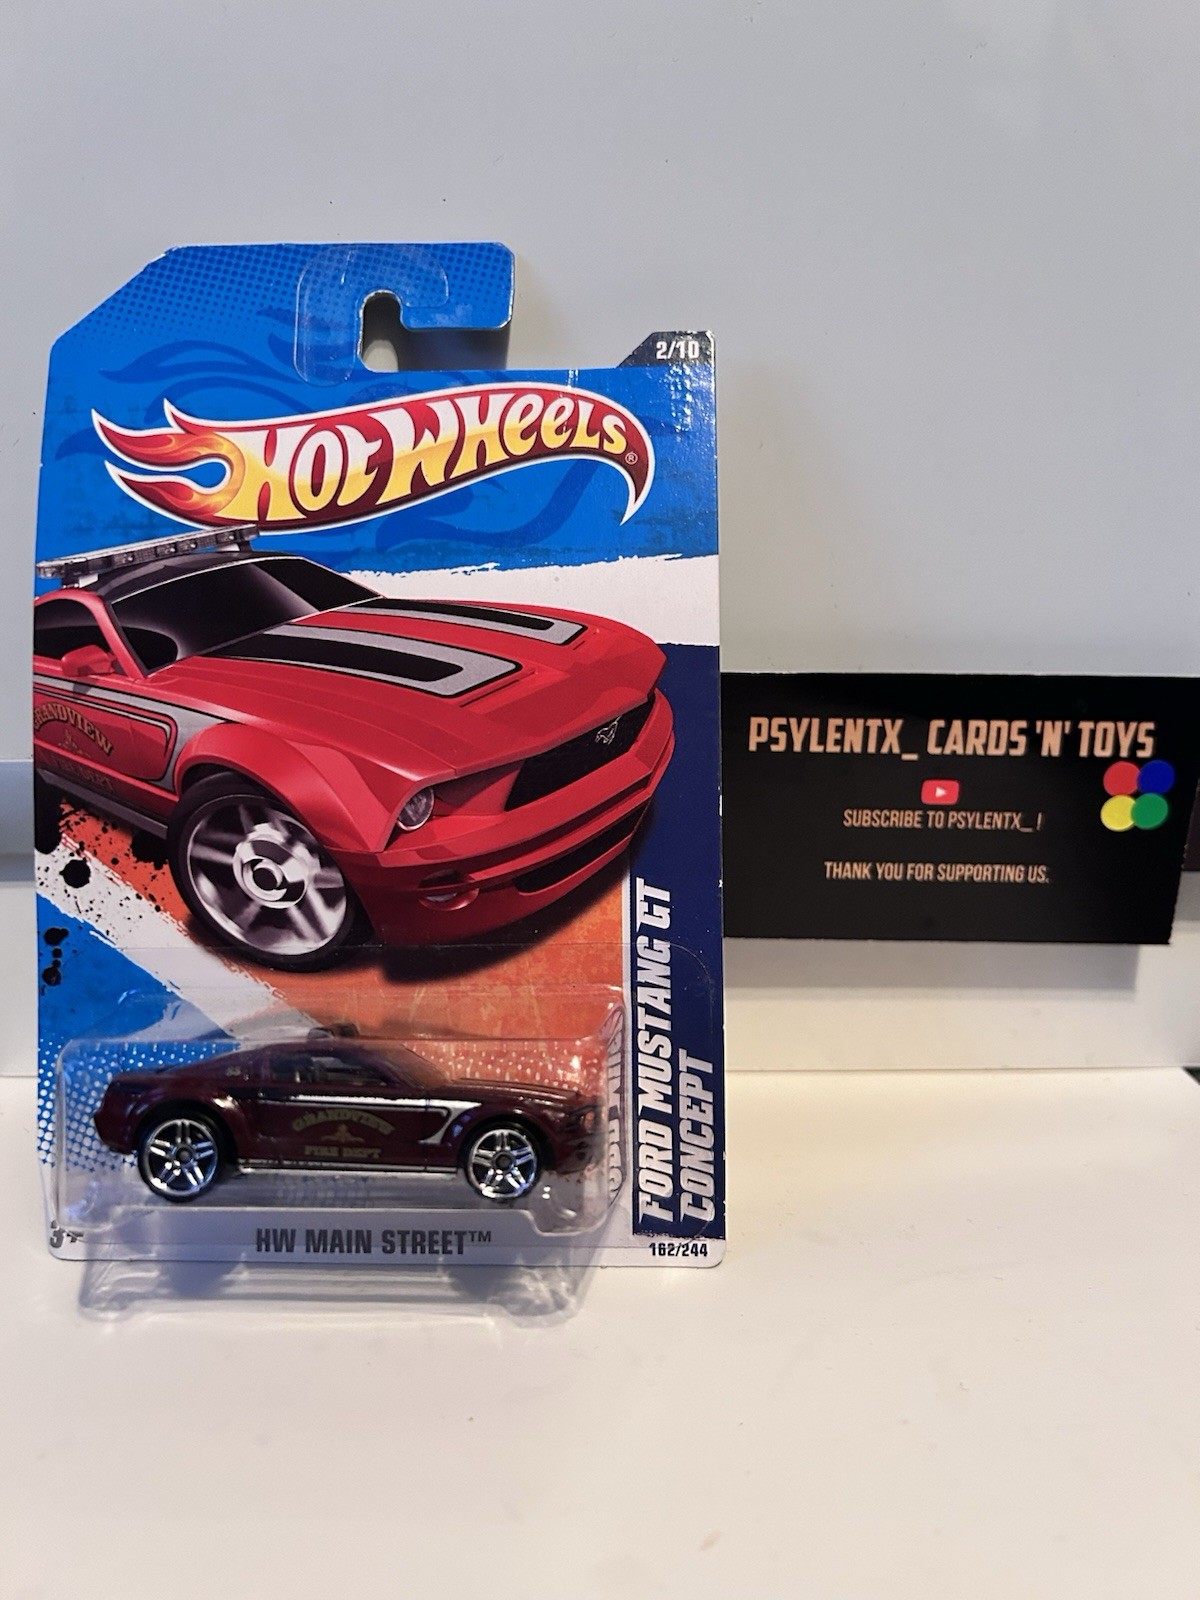 2/10
HOT WHEELS®
GRANDVIEW
FORD MUSTANG GT
CONCEPT
GRANDVIEW
FIRE DEPT
3+
HW MAIN STREET™
162/244
PSYLENTX_ CARDS 'N' TOYS
SUBSCRIBE TO PSYLENTX_ !
THANK YOU FOR SUPPORTING US.